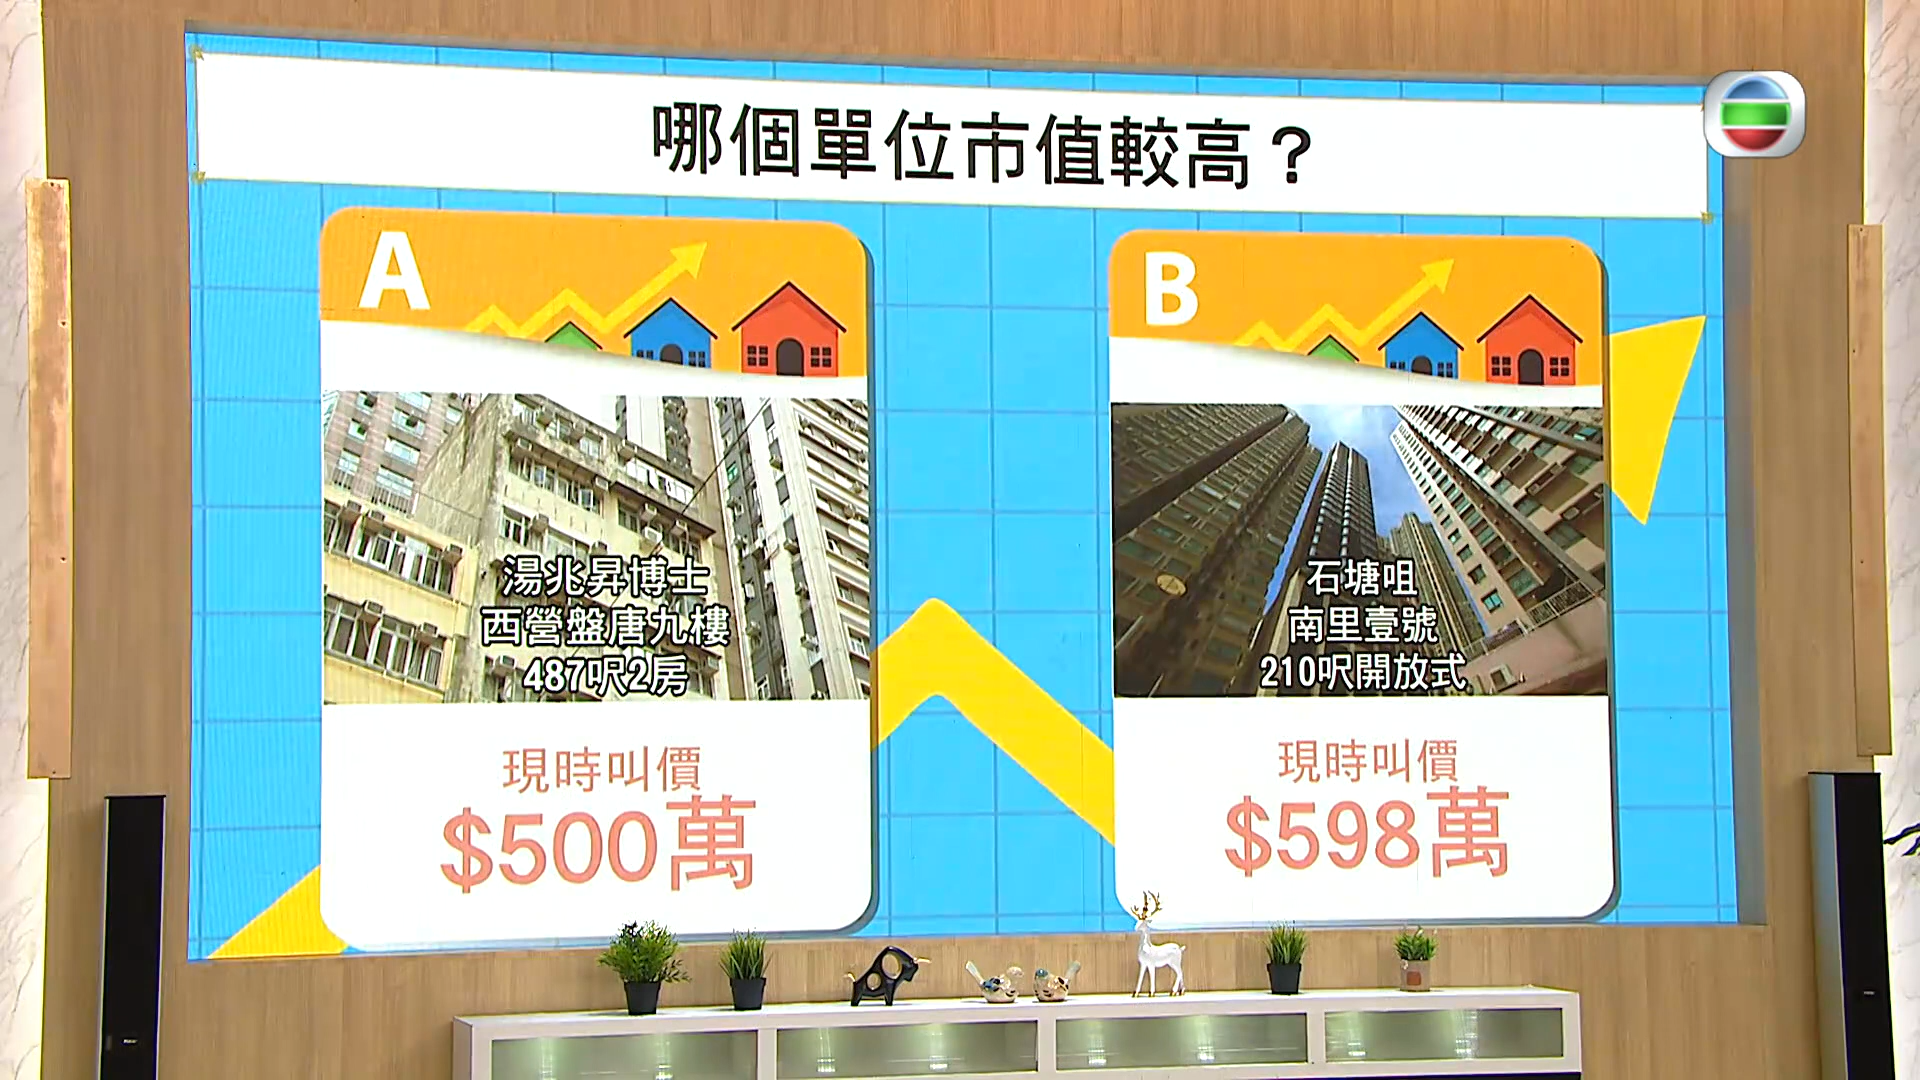 哪個單位市值較高？
A
湯兆昇博士
西營盤唐九樓
487呎2房
現時叫價
$500萬
B
石塘咀
南里壹號
210呎開放式
現時叫價
$598萬